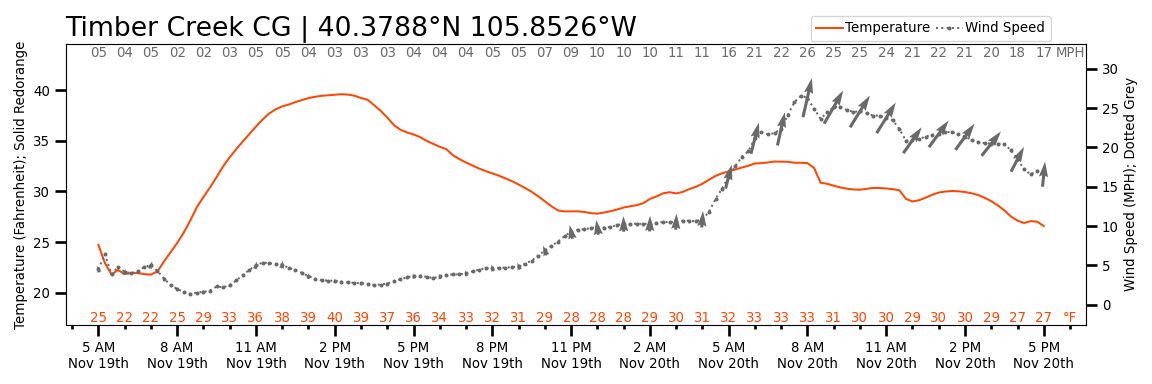 Timber Creek CG | 40.3788°N 105.8526°W
Temperature Wind Speed
05 04 05 02 02 03 05 05 04 03 03 03 04 04 04 05 05 07 09 10 10 10 11 11 16 21 22 26 25 25 24 21 22 21 20 18 17 MPH
Temperature (Fahrenheit); Solid Redorange
40
35
30
25
20
30
25
20
15
10
5
0
Wind Speed (MPH); Dotted Grey
25 22 22 25 29 33 36 38 39 40 39 37 36 34 33 32 31 29 28 28 28 29 30 31 32 33 33 33 31 30 30 29 30 30 29 27 27 °F
5 AM 8 AM 11 AM 2 PM 5 PM 8 PM 11 PM 2 AM 5 AM 8 AM 11 AM 2 PM 5 PM
Nov 19th Nov 19th Nov 19th Nov 19th Nov 19th Nov 19th Nov 19th Nov 20th Nov 20th Nov 20th Nov 20th Nov 20th Nov 20th